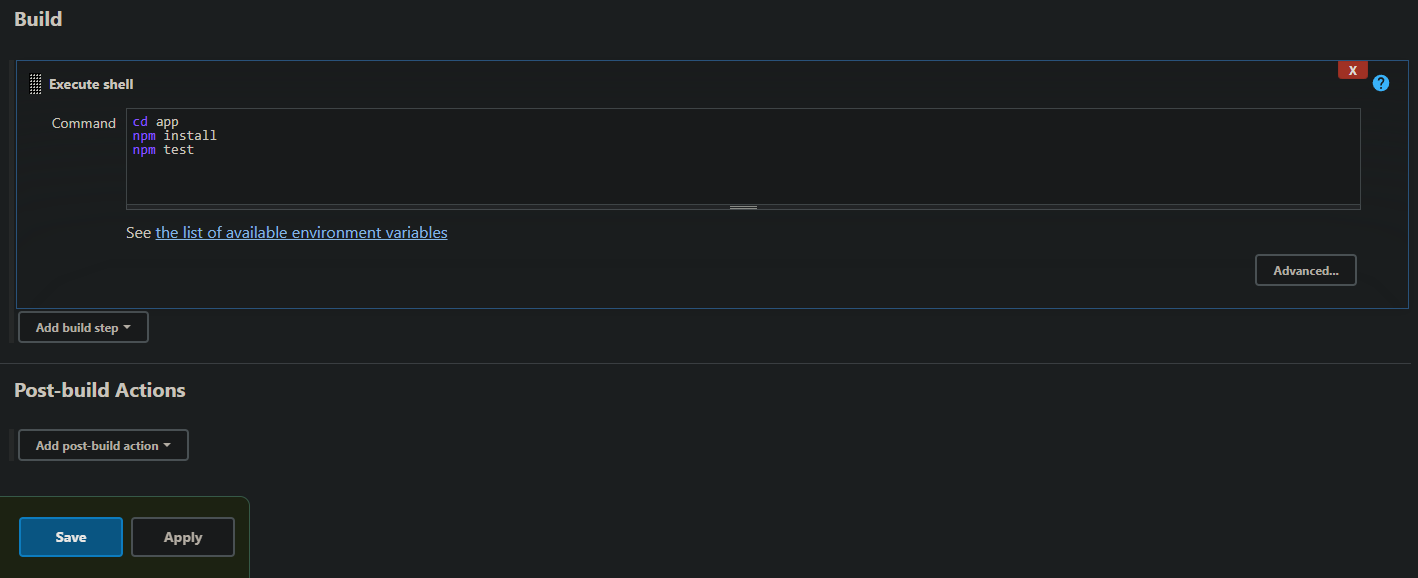 Build
Execute shell
X
?
Command
cd app
npm install
npm test
See the list of available environment variables
Advanced...
Add build step
Post-build Actions
Add post-build action
Save
Apply